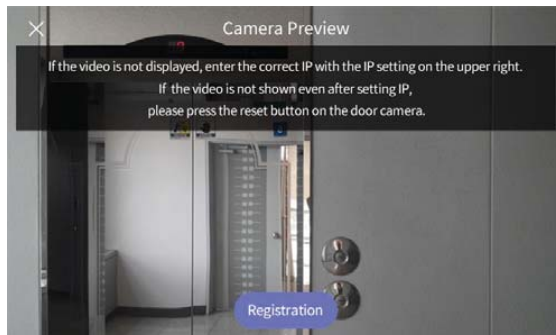 Camera Preview
If the video is not displayed, enter the correct IP with the IP setting on the upper right.
If the video is not shown even after setting IP,
please press the reset button on the door camera.
Registration